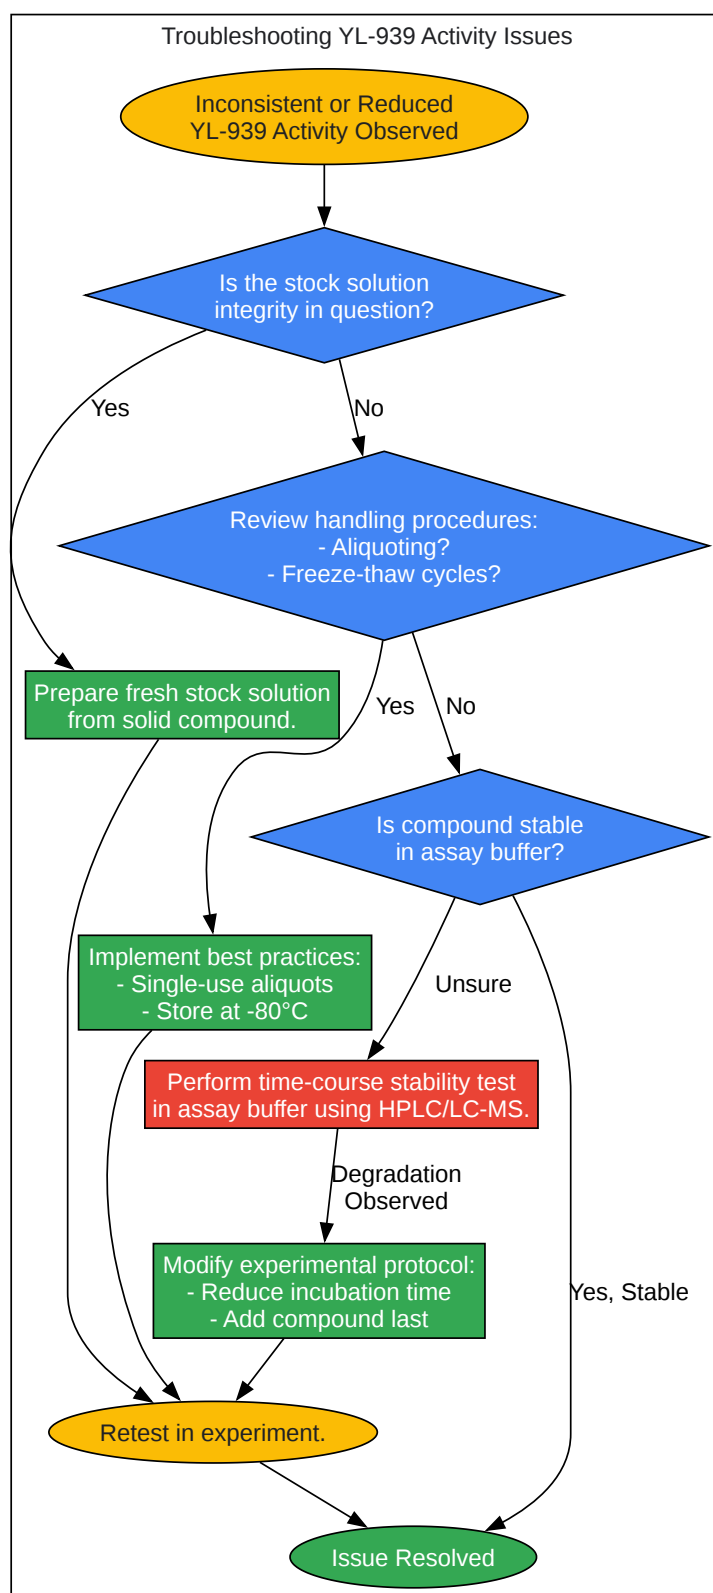 Troubleshooting YL-939 Activity Issues
Inconsistent or Reduced
YL-939 Activity Observed
Is the stock solution
integrity in question?
Yes
No
Review handling procedures:
- Aliquoting?
- Freeze-thaw cycles?
Prepare fresh stock solution
from solid compound.
Yes
No
Is compound stable
in assay buffer?
Implement best practices:
- Single-use aliquots
- Store at -80°C
Unsure
Perform time-course stability test
in assay buffer using HPLC/LC-MS.
Degradation
Observed
Modify experimental protocol:
- Reduce incubation time
- Add compound last
Yes, Stable
Retest in experiment.
Issue Resolved